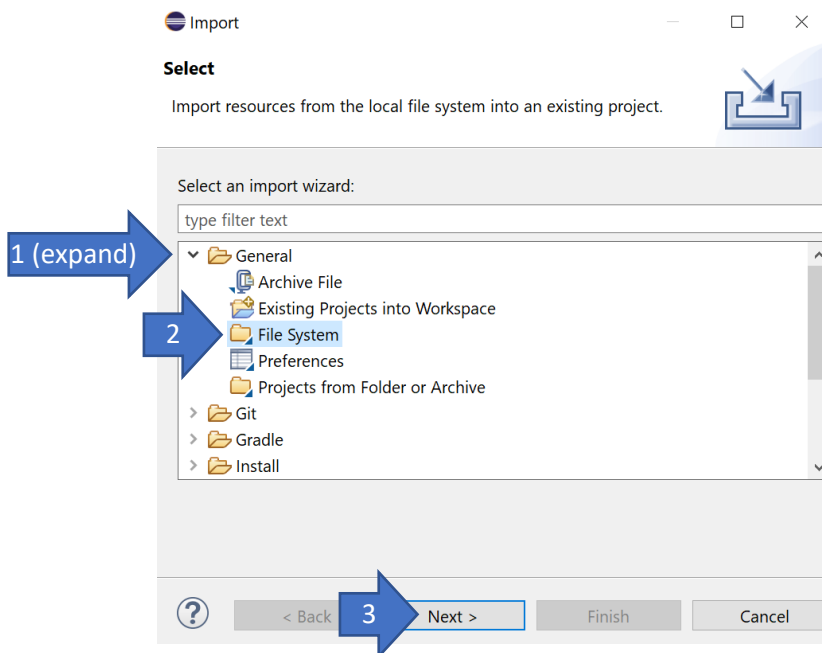 Import
Select
Import resources from the local file system into an existing project.
Select an import wizard:
type filter text
1 (expand)
General
Archive File
Existing Projects into Workspace
2
File System
Preferences
Projects from Folder or Archive
Git
Gradle
Install
?
< Back
3
Next >
Finish
Cancel